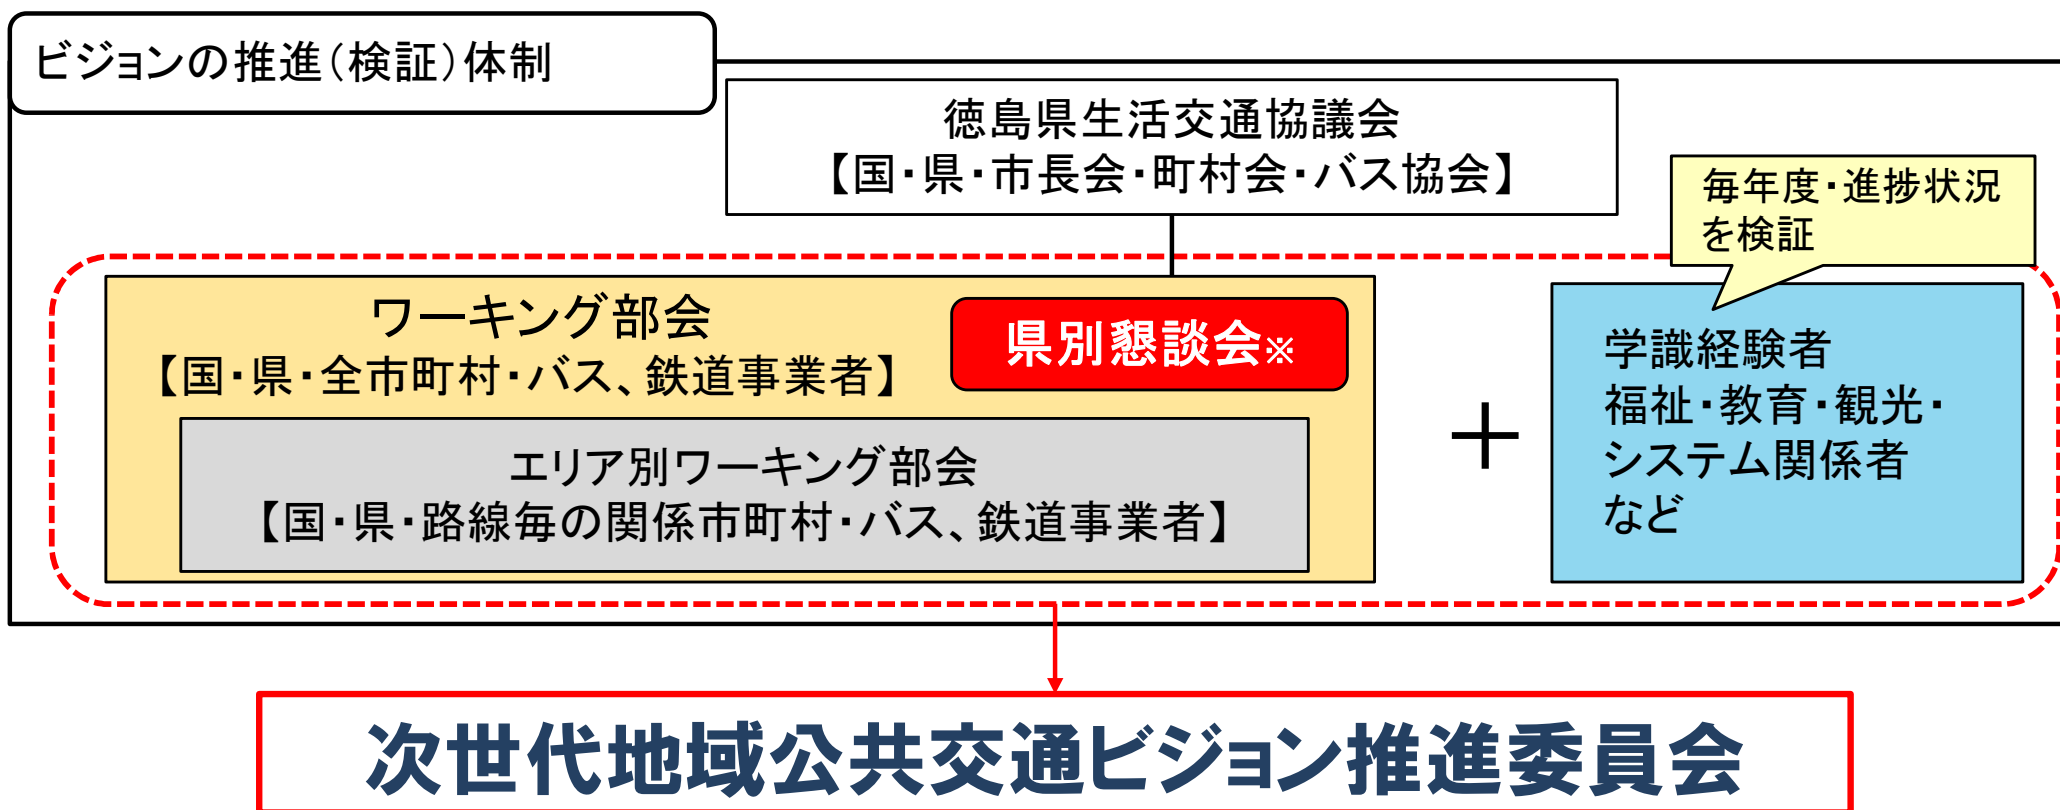 ビジョンの推進（検証）体制
徳島県生活交通協議会
【国・県・市長会・町村会・バス協会】
毎年度・進捗状況
を検証
ワーキング部会
【国・県・全市町村・バス、鉄道事業者】
県別懇談会※
エリア別ワーキング部会
【国・県・路線毎の関係市町村・バス、鉄道事業者】
＋
学識経験者
福祉・教育・観光・
システム関係者
など
次世代地域公共交通ビジョン推進委員会